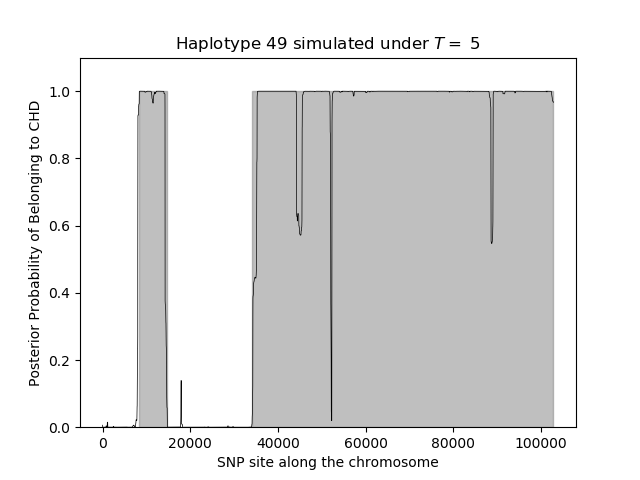 Haplotype 49 simulated under T = 5
Posterior Probability of Belonging to CHD
1.0
0.8
0.6
0.4
0.2
0.0
0 20000 40000 60000 80000 100000
SNP site along the chromosome